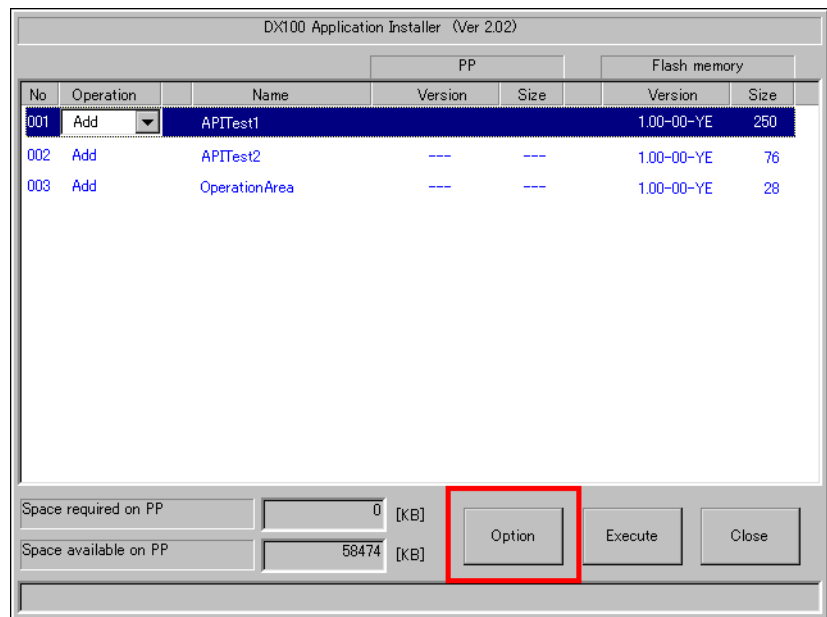 DX100 Application Installer (Ver 2.02)
PP Flash memory
No Operation Name Version Size Version Size
001 Add APITest1 1.00-00-YE 250
002 Add APITest2 --- --- 1.00-00-YE 76
003 Add OperationArea --- --- 1.00-00-YE 28
Space required on PP 0 [KB]
Space available on PP 58474 [KB]
Option Execute Close